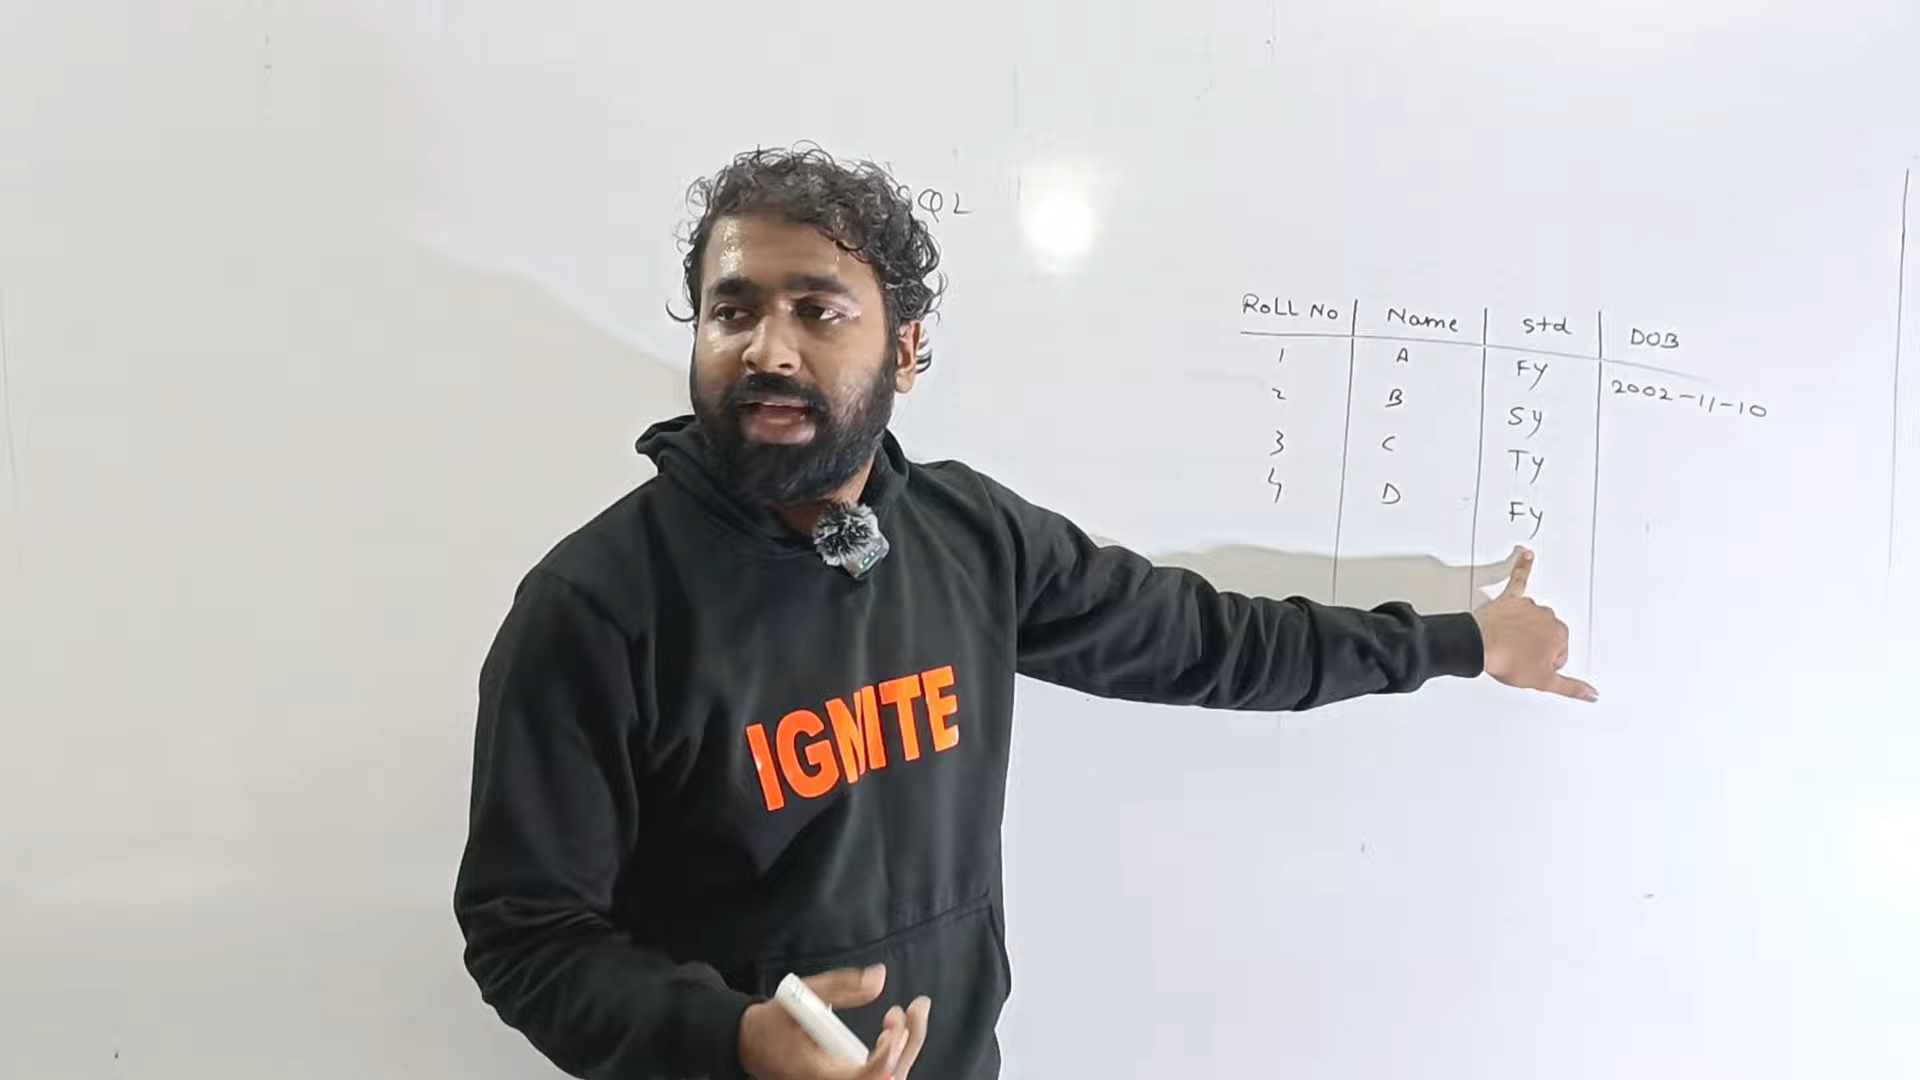 QL
RoLL No Name std DOB
1 A Fy 2002-11-10
2 B Sy
3 C Ty
4 D Fy
IGNITE